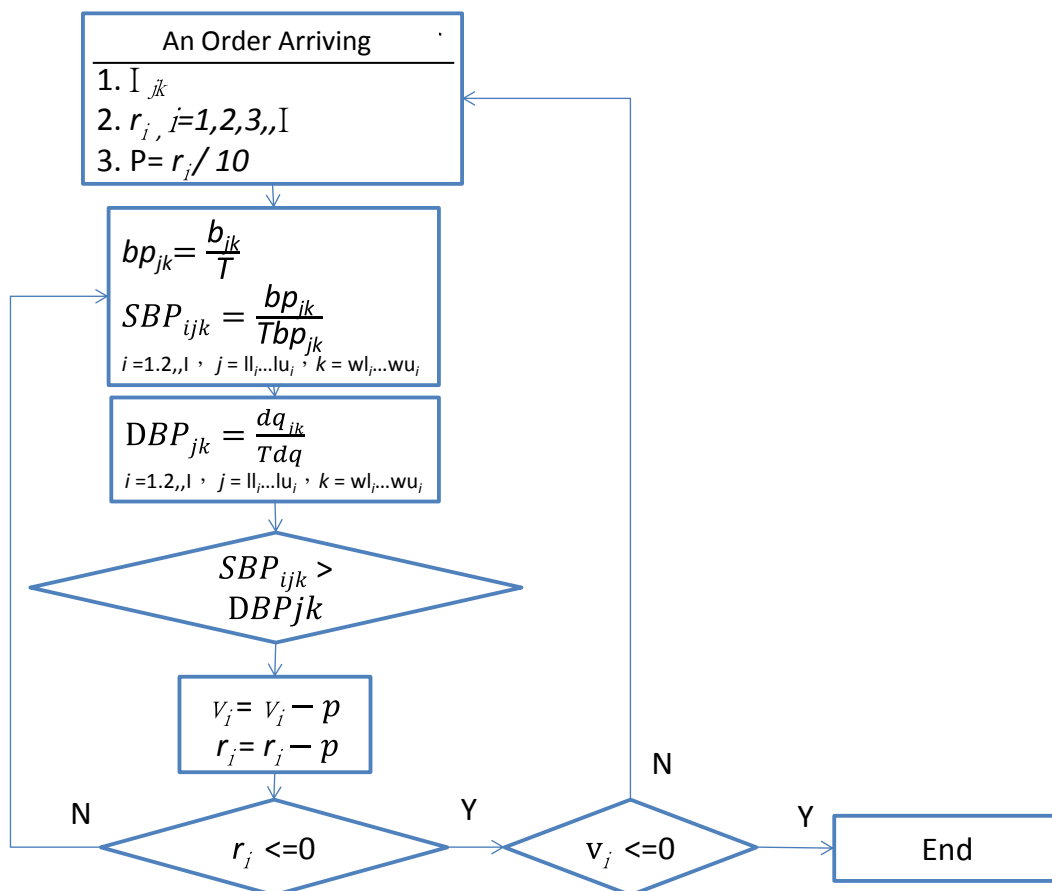 An Order Arriving .
1. I jk
2. r i , i=1,2,3,,I
3. P= r i / 10
bp jk = b jk / T
SBP ijk = bp jk / Tbp jk
i =1.2,,I ， j = ll i ...lu i ， k = wl i ...wu i
DBP jk = dq jk / Tdq
i =1.2,,I ， j = ll i ...lu i ， k = wl i ...wu i
SBP ijk >
DBPjk
v i = v i − p
r i = r i − p
N
Y
N
Y
r i <=0
v i <=0
End